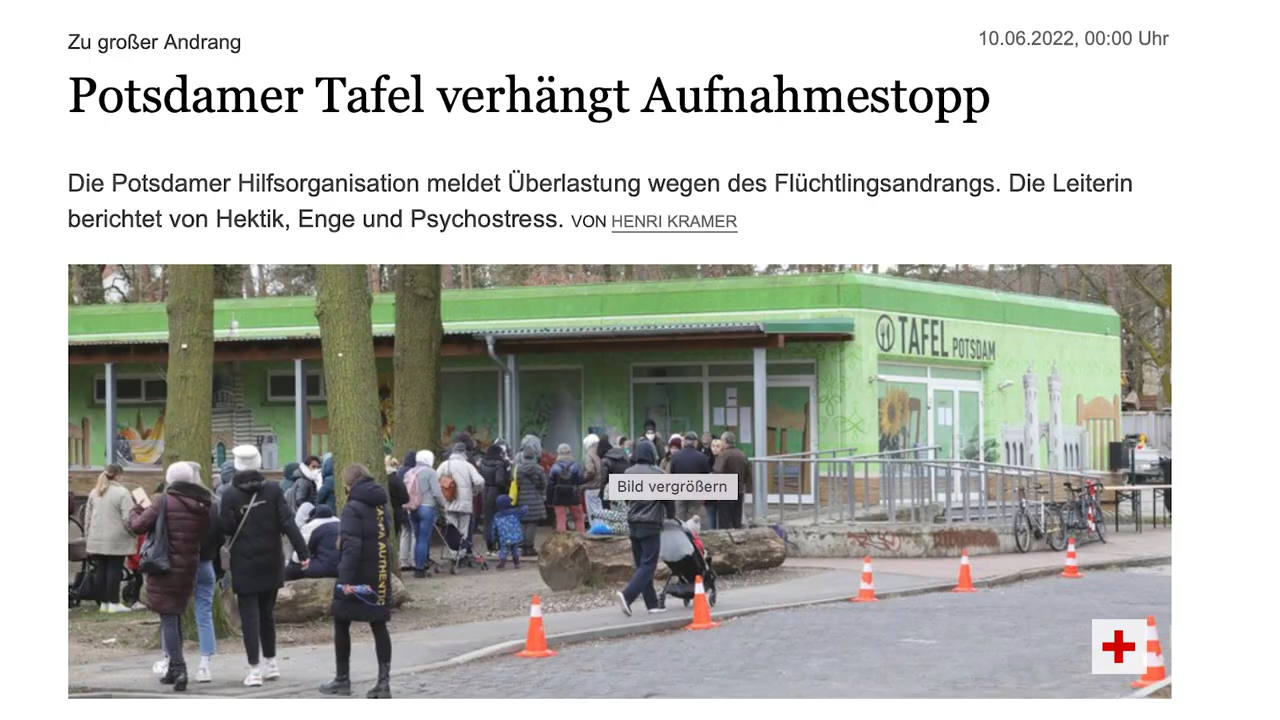 Zu großer Andrang
10.06.2022, 00:00 Uhr
Potsdamer Tafel verhängt Aufnahmestopp
Die Potsdamer Hilfsorganisation meldet Überlastung wegen des Flüchtlingsandrangs. Die Leiterin
berichtet von Hektik, Enge und Psychostress. VON HENRI KRAMER
TAFEL POTSDAM
Bild vergrößern
AUTHENTIC